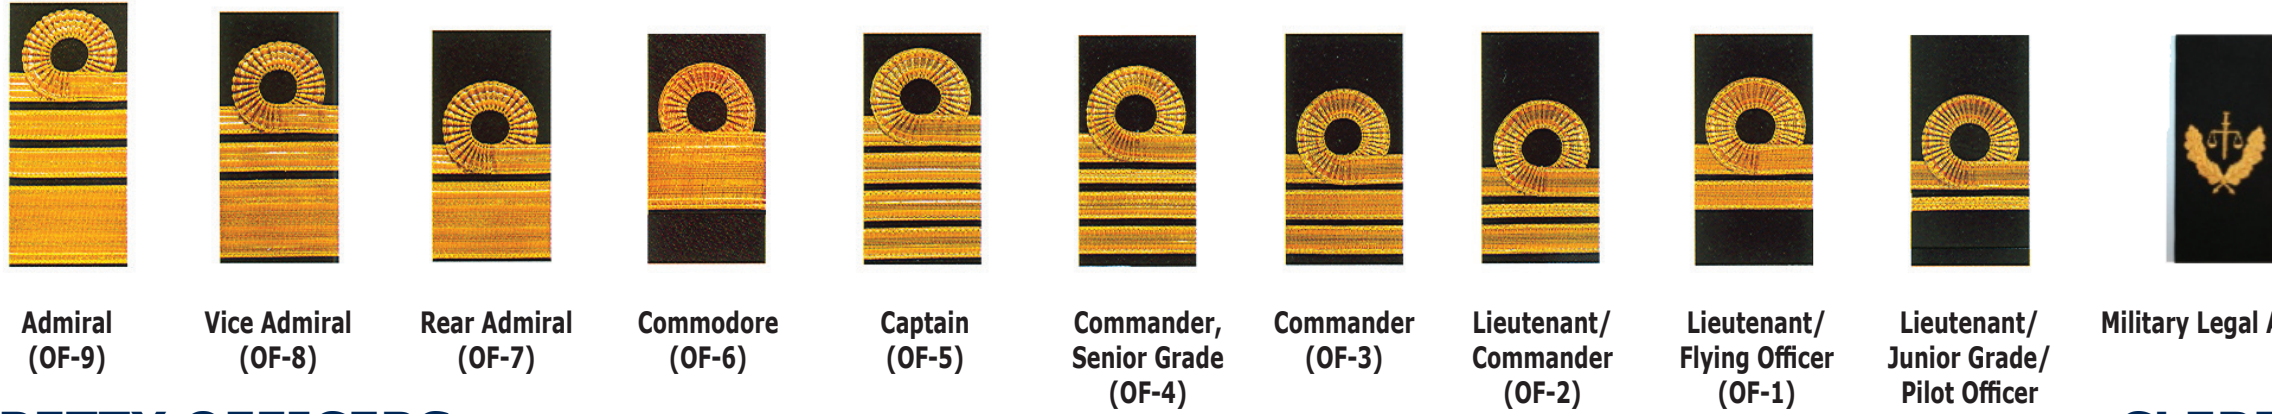 Admiral
(OF-9)
Vice Admiral
(OF-8)
Rear Admiral
(OF-7)
Commodore
(OF-6)
Captain
(OF-5)
Commander,
Senior Grade
(OF-4)
Commander
(OF-3)
Lieutenant/
Commander
(OF-2)
Lieutenant/
Flying Officer
(OF-1)
Lieutenant/
Junior Grade/
Pilot Officer
Military Legal